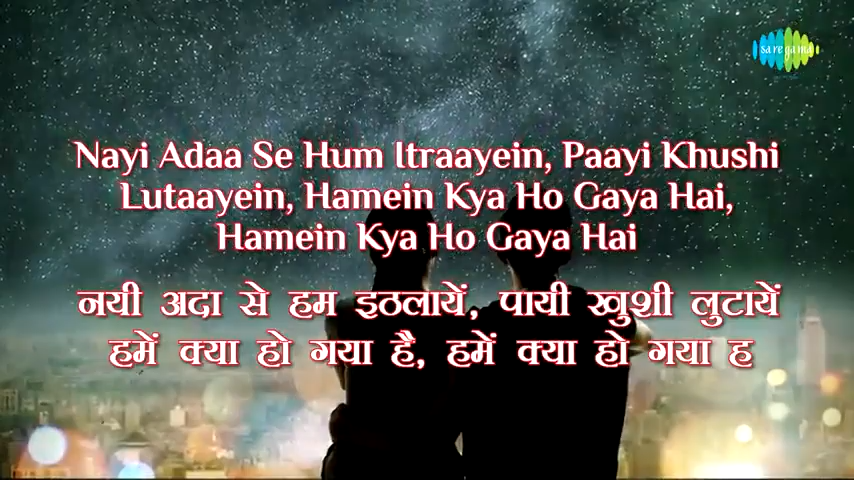 saregama
Nayi Adaa Se Hum Itraayein, Paayi Khushi
Lutaayein, Hamein Kya Ho Gaya Hai,
Hamein Kya Ho Gaya Hai
नयी अदा से हम इठलायें, पायी खुशी लुटायें
हमें क्या हो गया है, हमें क्या हो गया ह